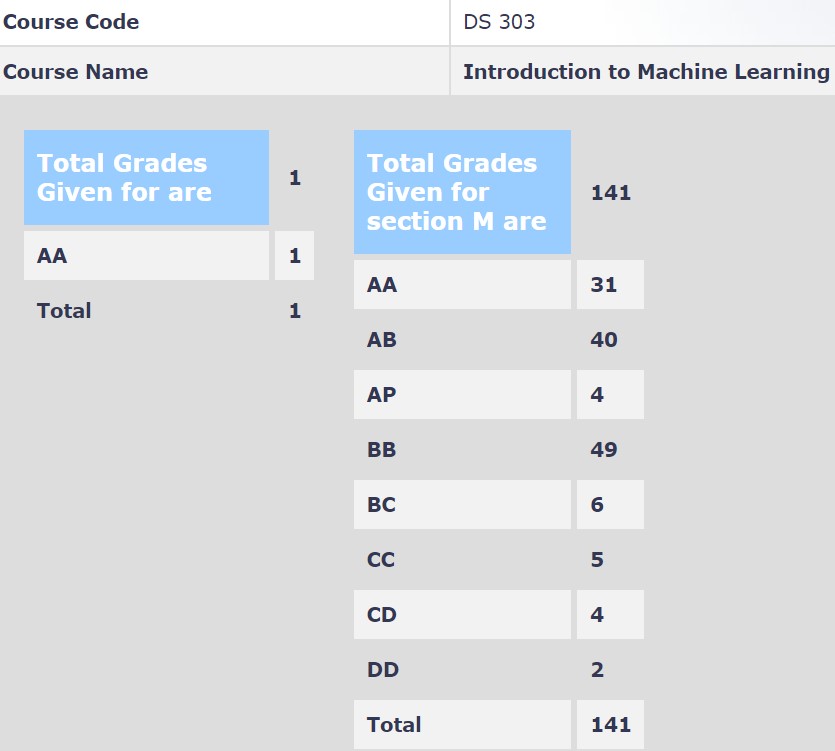 Course Code DS 303
Course Name Introduction to Machine Learning
Total Grades
Given for are
1
AA 1
Total 1
Total Grades
Given for
section M are
141
AA 31
AB 40
AP 4
BB 49
BC 6
CC 5
CD 4
DD 2
Total 141